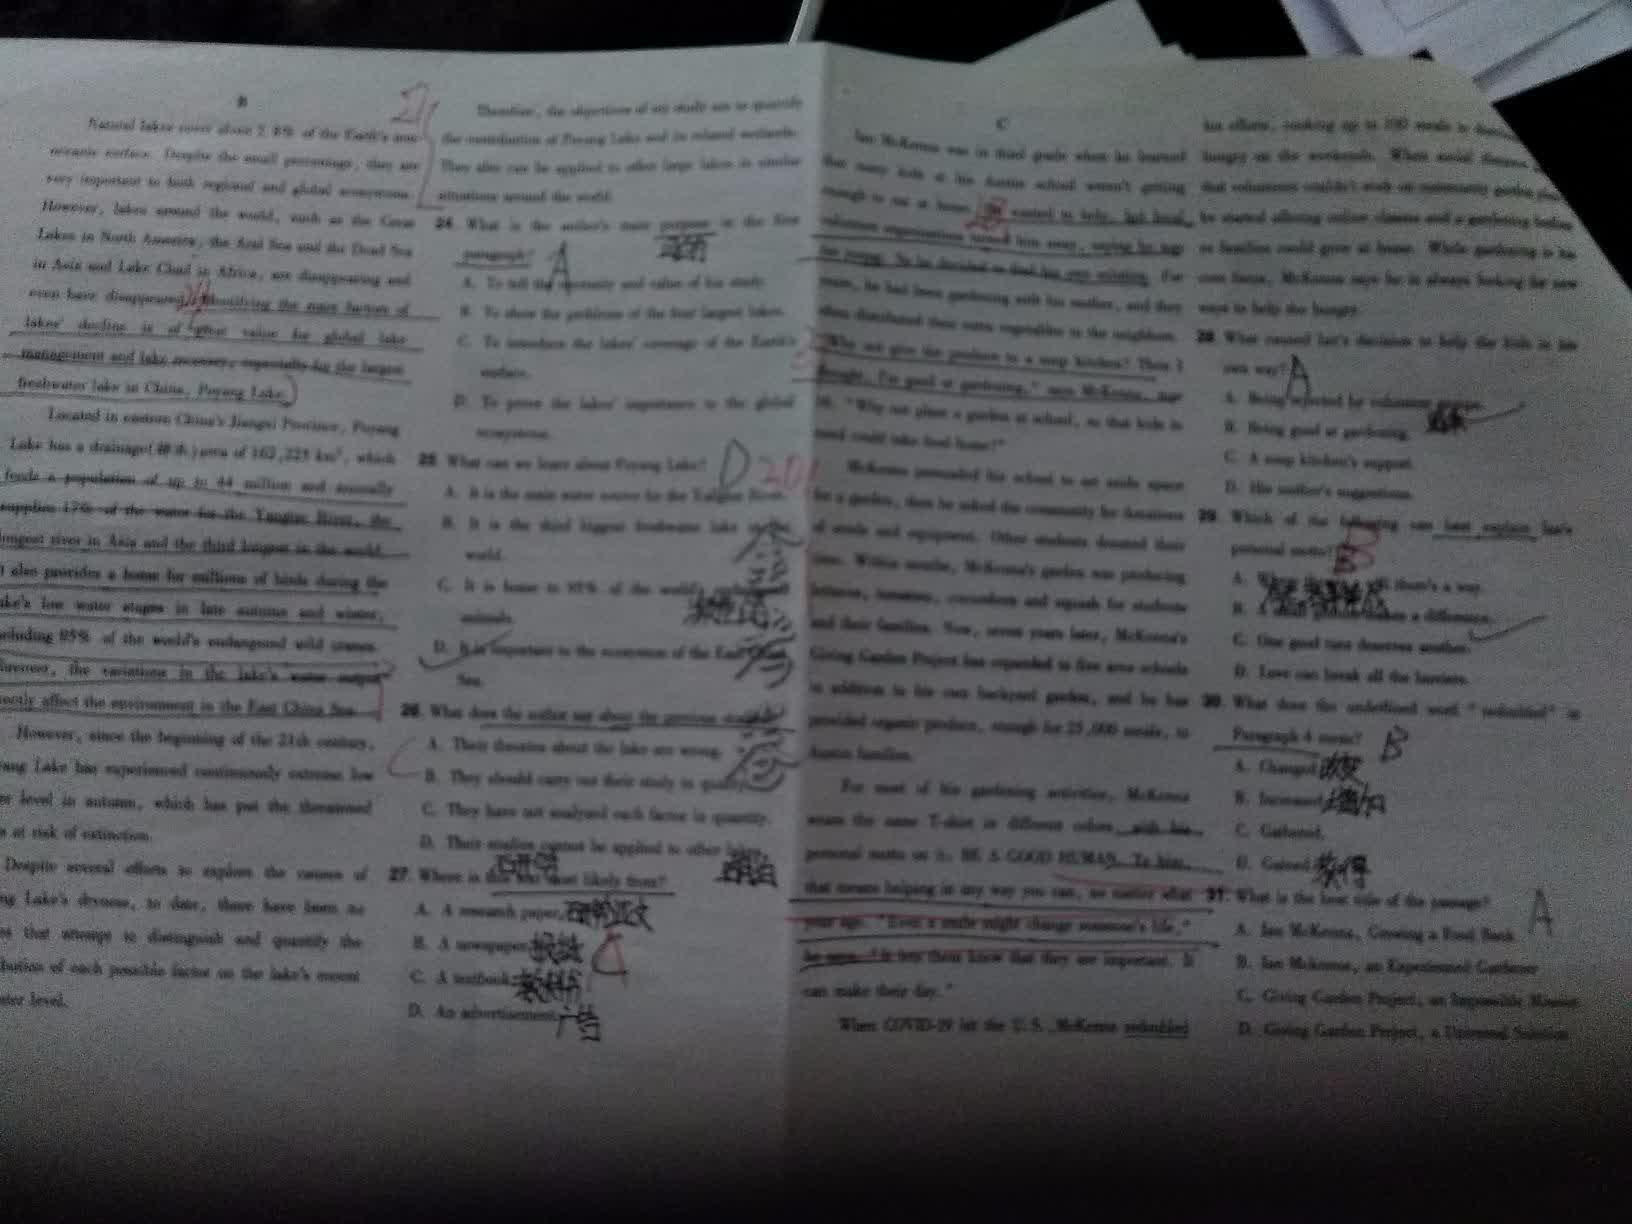 B
Natural lakes cover about of the Earth's non-
oceanic surface. Despite the small percentage, they are
very important to both regional and global ecosystems.
However, lakes around the world, such as the Great
Lakes in North America, the Aral Sea and the Dead Sea
in Asia and Lake Chad in Africa, are disappearing and
even have disappeared. Identifying the main factors of
lakes' decline is of great value for global lake
management and lake recovery, especially for the largest
freshwater lake in China, Poyang Lake.
Located in eastern China's Jiangxi Province, Poyang
Lake has a drainage area of 162,225 km², which
feeds a population of up to 44 million and annually
supplies 17% of the water for the Yangtze River, the
longest river in Asia and the third longest in the world.
also provides a home for millions of birds during the
lake's low water stages in late autumn and winter,
including of the world's endangered wild cranes.
Moreover, the variations in the lake's water output
greatly affect the environment in the East China Sea.
However, since the beginning of the 21th century,
Poyang Lake has experienced continuously extreme low
water level in autumn, which has put the threatened
at risk of extinction.
Despite several efforts to explore the causes of
Poyang Lake's dryness, to date, there have been no
that attempt to distinguish and quantify the
contribution of each possible factor on the lake's recent
water level.
Therefore, the objectives of my study are to quantify
the contribution of Poyang Lake and its related wetlands.
They also can be applied to other large lakes in similar
situations around the world.
24. What is the author's main purpose in the first
paragraph?
A
A. To tell the necessity and value of his study.
B. To show the problems of the four largest lakes.
C. To introduce the lakes' coverage of the Earth's
surface.
D. To prove the lakes' importance to the global
ecosystems.
25. What can we learn about Poyang Lake? D
A. It is the main water source for the Yangtze River.
B. It is the third biggest freshwater lake in the
world.
C. It is home to of the world's
animals.
D. It is important to the ecosystem of the East China
Sea.
26. What does the author say about the previous
A. Their theories about the lake are wrong.
B. They should carry out their study in quality.
C. They have not analyzed each factor in quantity.
D. Their studies cannot be applied to other lakes.
27. Where is the text most likely from?
A. A research paper. 研究论文
B. A newspaper. 报纸
C. A textbook. 教科书
D. An advertisement. 广告
C
Ian McKenna was in third grade when he learned
that many kids at his Austin school weren't getting
enough to eat at home. He wanted to help, but local
volunteer organizations turned him away, saying he was
too young. So he decided to find his own solution. For
years, he had been gardening with his mother, and they
often distributed their extra vegetables to the neighbors.
"Why not give the produce to a soup kitchen? Then I
thought, I'm good at gardening," says McKenna, now
"Why not plant a garden at school, so that kids in
need could take food home?"
McKenna persuaded his school to set aside space
for a garden, then he asked the community for donations
of seeds and equipment. Other students donated their
time. Within months, McKenna's garden was producing
lettuce, tomatoes, cucumbers and squash for students
and their families. Now, seven years later, McKenna's
Giving Garden Project has expanded to five area schools
in addition to his own backyard garden, and he has
provided organic produce, enough for 25,000 meals, to
Austin families.
For most of his gardening activities, McKenna
wears the same T-shirt in different colors, with his
personal motto on it: BE A GOOD HUMAN. To him,
that means helping in any way you can, no matter what
your age. "Even a smile might change someone's life,"
he says. "It lets them know that they are important. It
can make their day."
When COVID-19 hit the U.S., McKenna redoubled
his efforts, cooking up to 100 meals to
hungry on the weekends. When social distance
that volunteers couldn't work on community garden
he started offering online classes and a gardening hotline
so families could grow at home. While gardening is his
own focus, McKenna says he is always looking for new
ways to help the hungry.
28. What caused Ian's decision to help the kids in his
own way? A
A. Being rejected by volunteer
B. Being good at gardening.
C. A soup kitchen's support.
D. His mother's suggestions.
29. Which of the following can best explain Ian's
personal motto? B
A. there's a way.
B. makes a difference.
C. One good turn deserves another.
D. Love can break all the barriers.
30. What does the underlined word "redoubled" in
Paragraph 4 mean? B
A. Changed. 改变
B. Increased. 增加
C. Gathered.
D. Gained. 获得
31. What is the best title of the passage? A
A. Ian McKenna, Growing a Food Bank
B. Ian Mckenna, an Experienced Gardener
C. Giving Garden Project, an Impossible Mission
D. Giving Garden Project, a Universal Solution